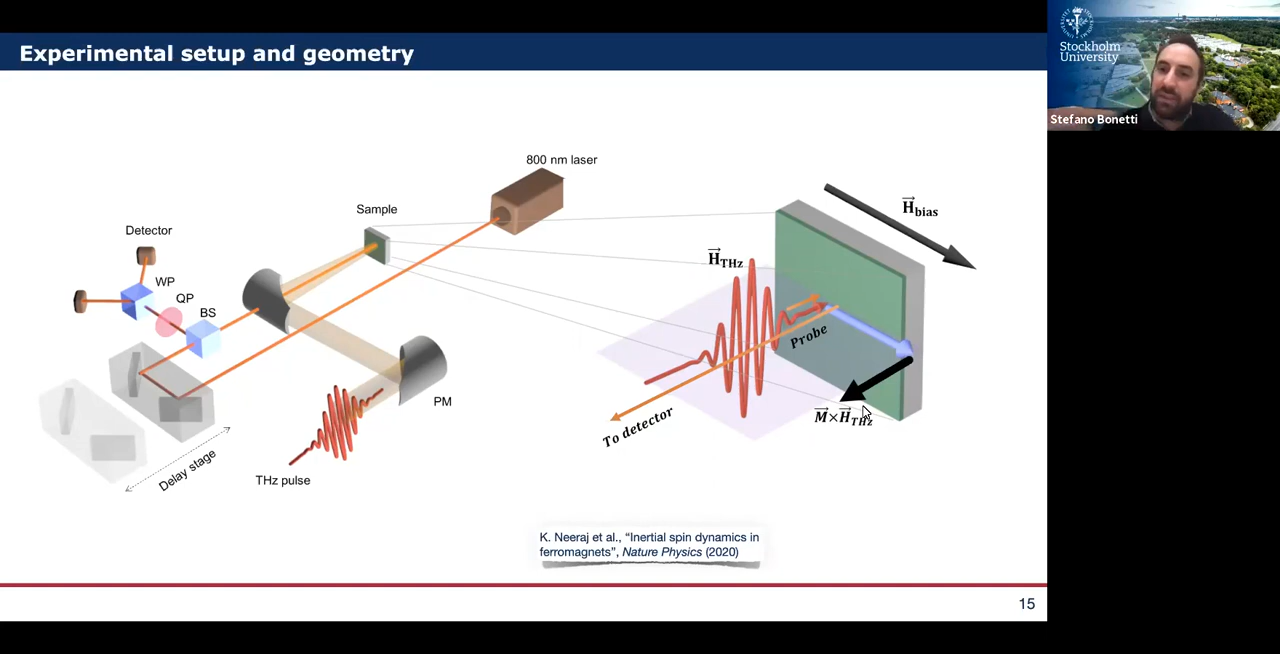 Experimental setup and geometry
Stockholm
University
Stefano Bonetti
800 nm laser
Sample
Detector
WP
QP
BS
PM
Delay stage
THz pulse
H⃗bias
H⃗THz
Probe
To detector
M⃗×H⃗THz
K. Neeraj et al., “Inertial spin dynamics in
ferromagnets”, Nature Physics (2020)
15